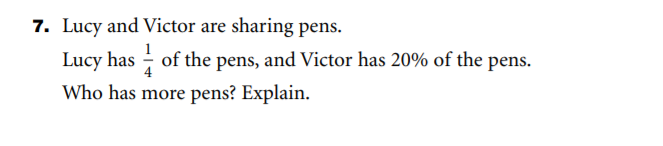 7. Lucy and Victor are sharing pens.
Lucy has 1/4 of the pens, and Victor has 20% of the pens.
Who has more pens? Explain.